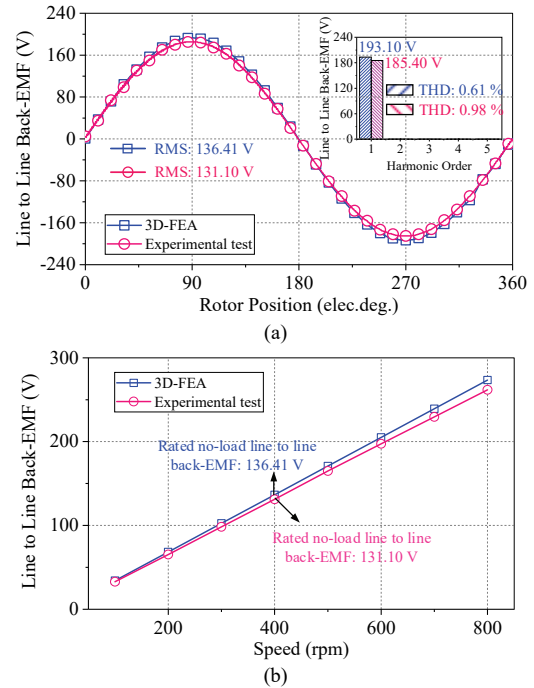 (a)
Line to Line Back-EMF (V)
240
160
80
0
-80
-160
-240
RMS: 136.41 V
RMS: 131.10 V
3D-FEA
Experimental test
0
90
180
270
360
Rotor Position (elec.deg.)
Line to Line Back-EMF (V)
240
180
120
60
0
193.10 V
185.40 V
THD: 0.61 %
THD: 0.98 %
1
2
3
4
5
Harmonic Order
(a)
Line to Line Back-EMF (V)
300
200
100
0
3D-FEA
Experimental test
Rated no-load line to line
back-EMF: 136.41 V
Rated no-load line to line
back-EMF: 131.10 V
200
400
600
800
Speed (rpm)
(b)